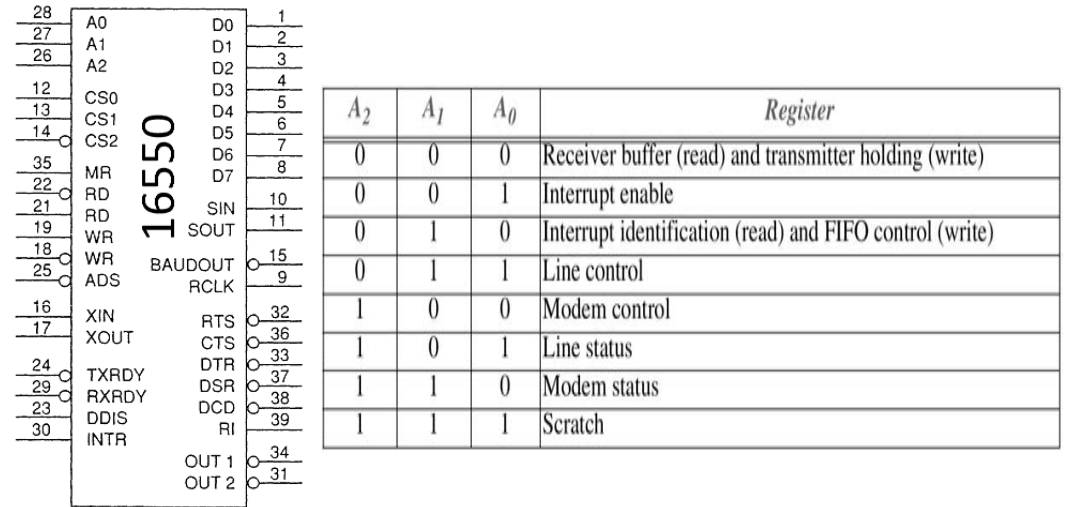 28 A0 D0 1
27 A1 D1 2
26 A2 D2 3
D3 4
12 CS0 D4 5
13 CS1 D5 6
14 CS2 D6 7
35 MR D7 8
22 RD
21 RD SIN 10
19 WR SOUT 11
18 WR BAUDOUT 15
25 ADS RCLK 9
16 XIN RTS 32
17 XOUT CTS 36
DTR 33
24 TXRDY DSR 37
29 RXRDY DCD 38
23 DDIS RI 39
30 INTR
OUT 1 34
OUT 2 31
16550
A2 A1 A0 Register
0 0 0 Receiver buffer (read) and transmitter holding (write)
0 0 1 Interrupt enable
0 1 0 Interrupt identification (read) and FIFO control (write)
0 1 1 Line control
1 0 0 Modem control
1 0 1 Line status
1 1 0 Modem status
1 1 1 Scratch